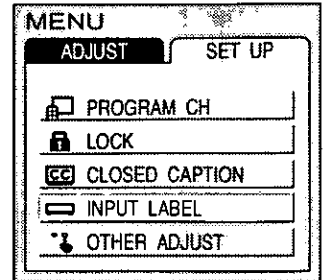 MENU
ADJUST SET UP
PROGRAM CH
LOCK
CC CLOSED CAPTION
INPUT LABEL
OTHER ADJUST